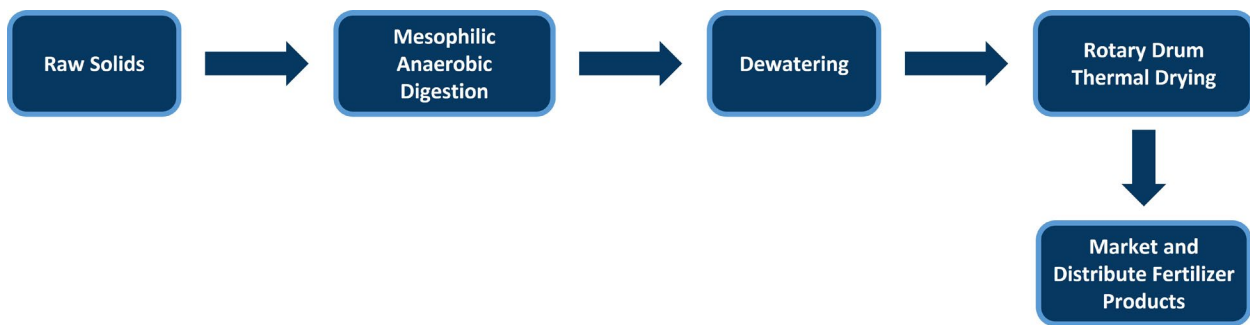 Raw Solids
Mesophilic
Anaerobic
Digestion
Dewatering
Rotary Drum
Thermal Drying
Market and
Distribute Fertilizer
Products